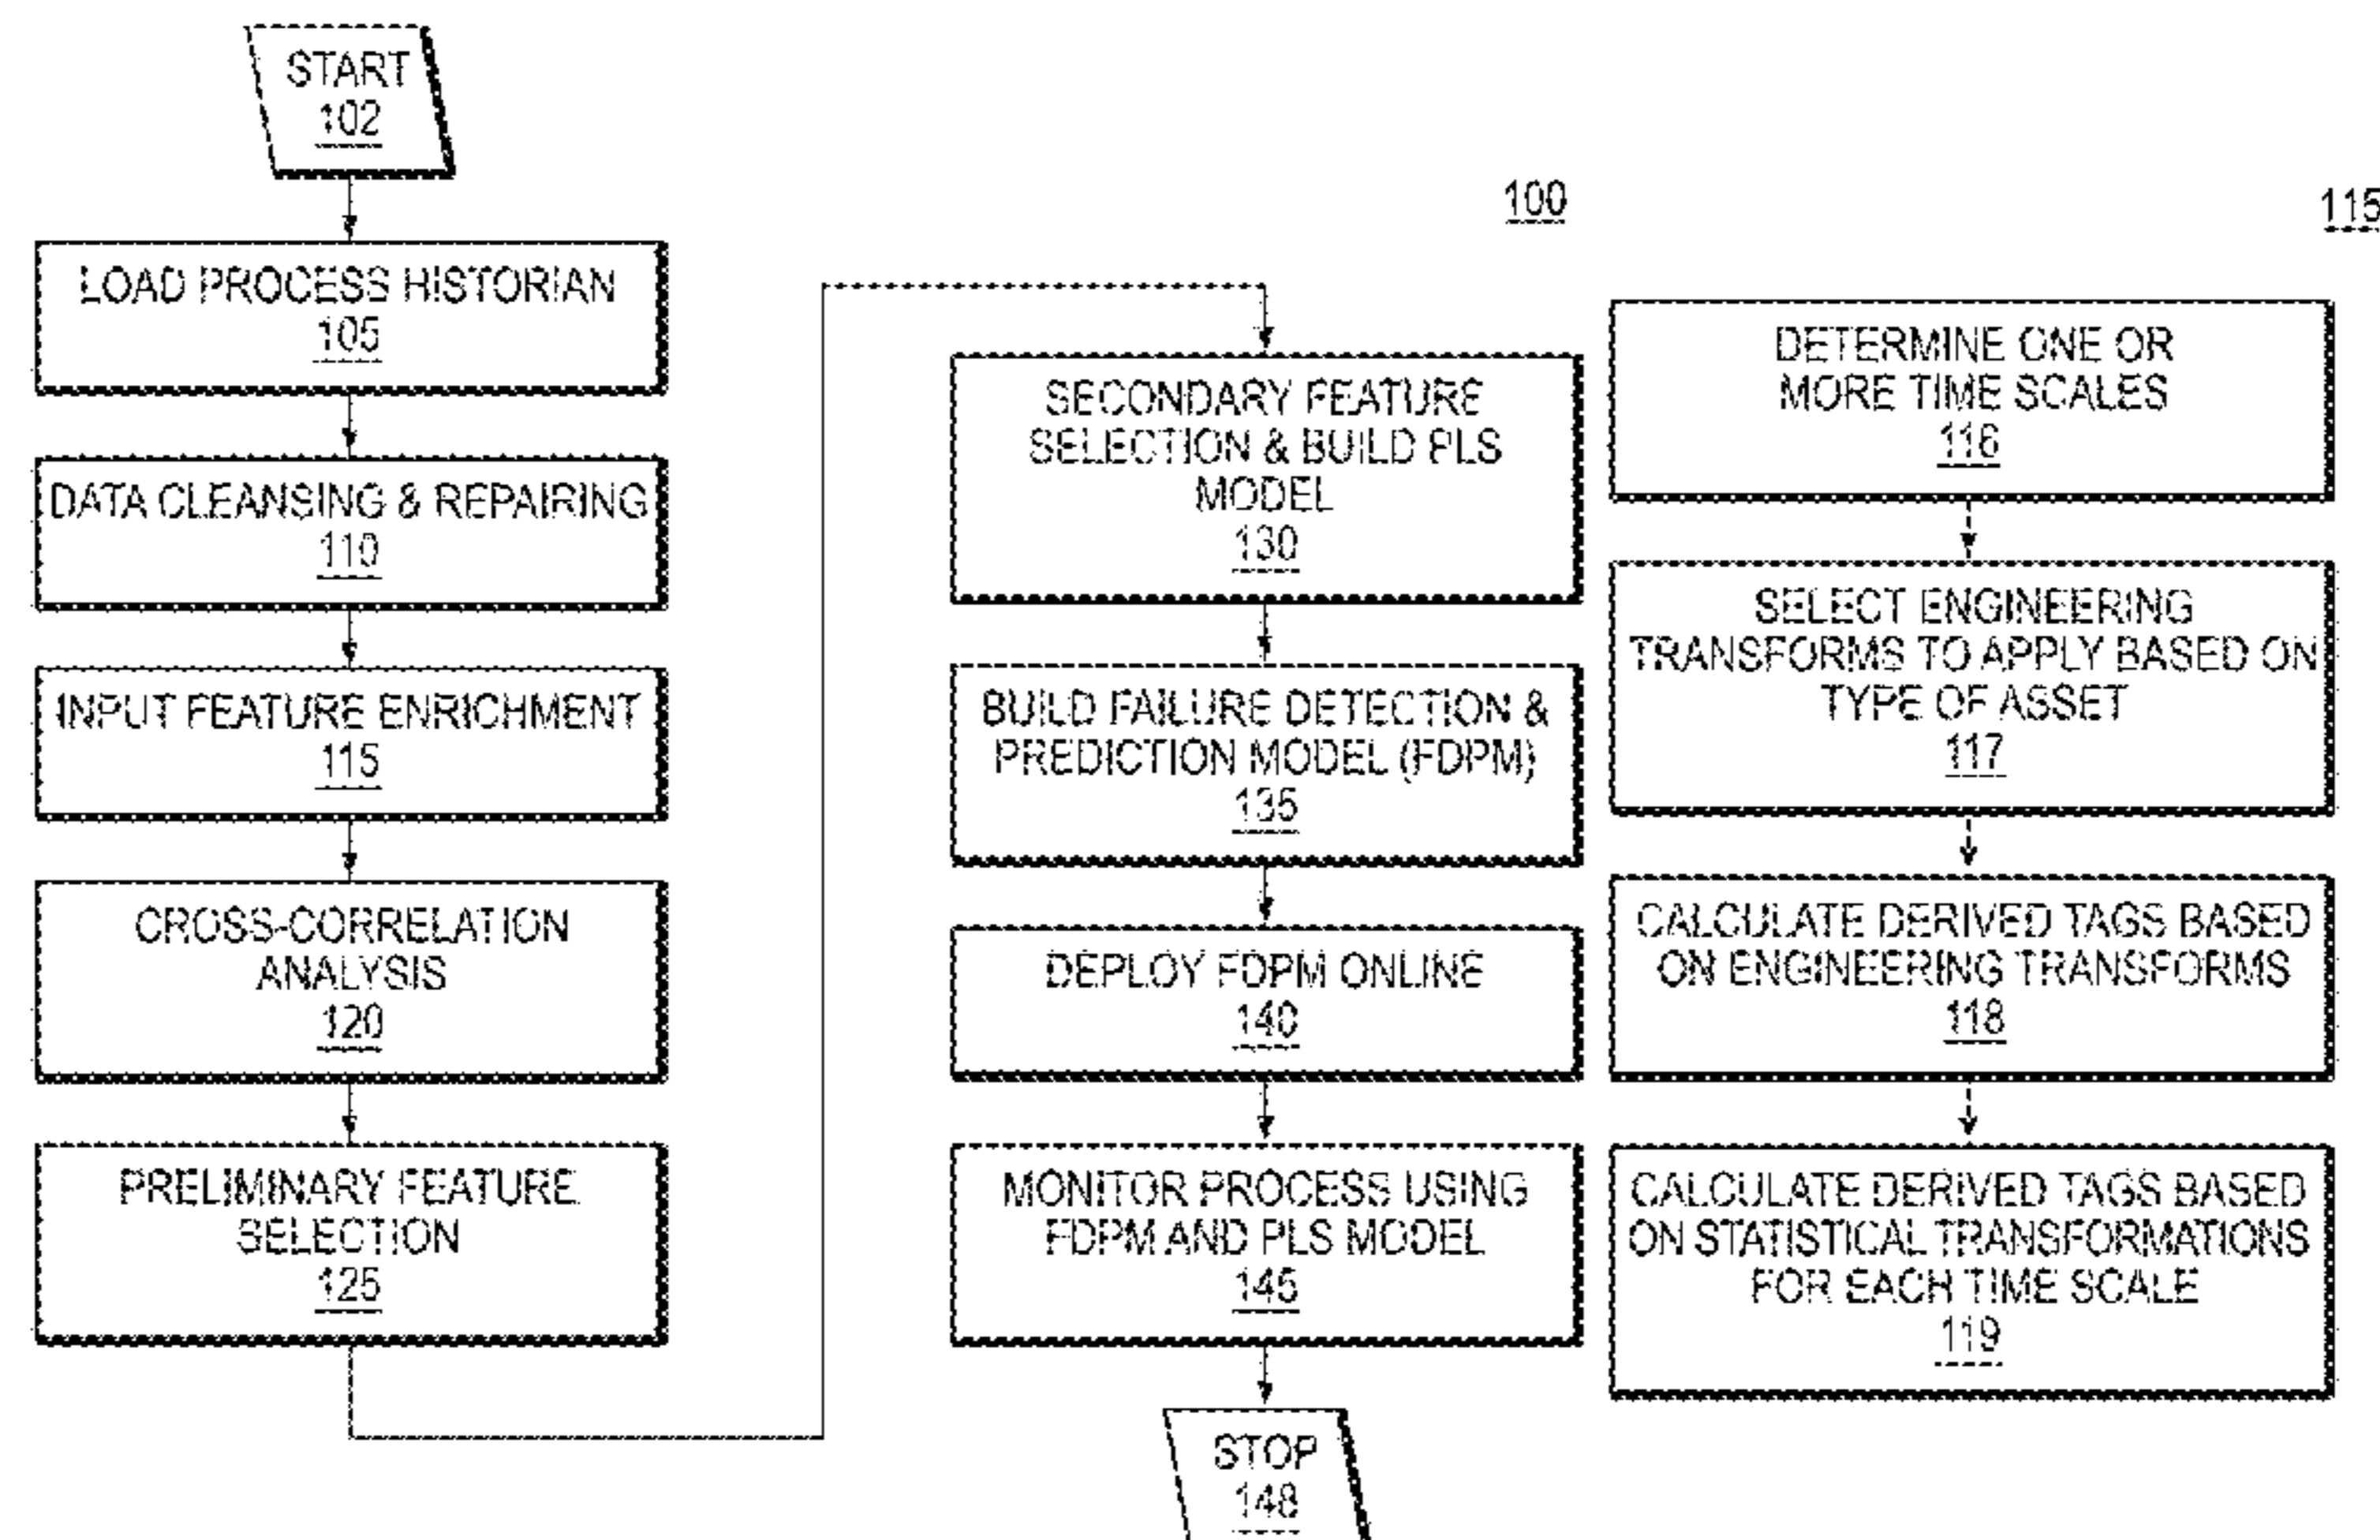 START
102
LOAD PROCESS HISTORIAN
105
DATA CLEANSING & REPAIRING
110
INPUT FEATURE ENRICHMENT
115
CROSS-CORRELATION
ANALYSIS
120
PRELIMINARY FEATURE
SELECTION
125
100
SECONDARY FEATURE
SELECTION & BUILD PLS
MODEL
130
BUILD FAILURE DETECTION &
PREDICTION MODEL (FDPM)
135
DEPLOY FDPM ONLINE
140
MONITOR PROCESS USING
FDPM AND PLS MODEL
145
STOP
148
115
DETERMINE ONE OR
MORE TIME SCALES
116
SELECT ENGINEERING
TRANSFORMS TO APPLY BASED ON
TYPE OF ASSET
117
CALCULATE DERIVED TAGS BASED
ON ENGINEERING TRANSFORMS
118
CALCULATE DERIVED TAGS BASED
ON STATISTICAL TRANSFORMATIONS
FOR EACH TIME SCALE
119